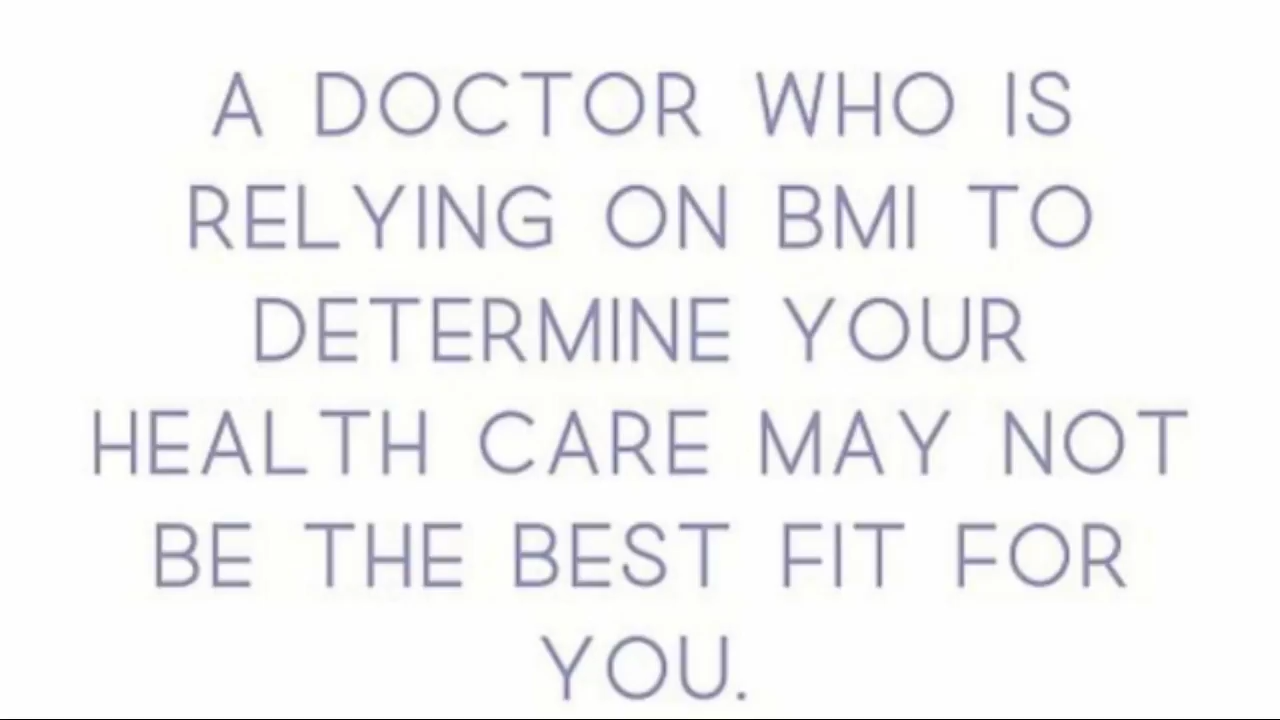 A DOCTOR WHO IS
RELYING ON BMI TO
DETERMINE YOUR
HEALTH CARE MAY NOT
BE THE BEST FIT FOR
YOU.